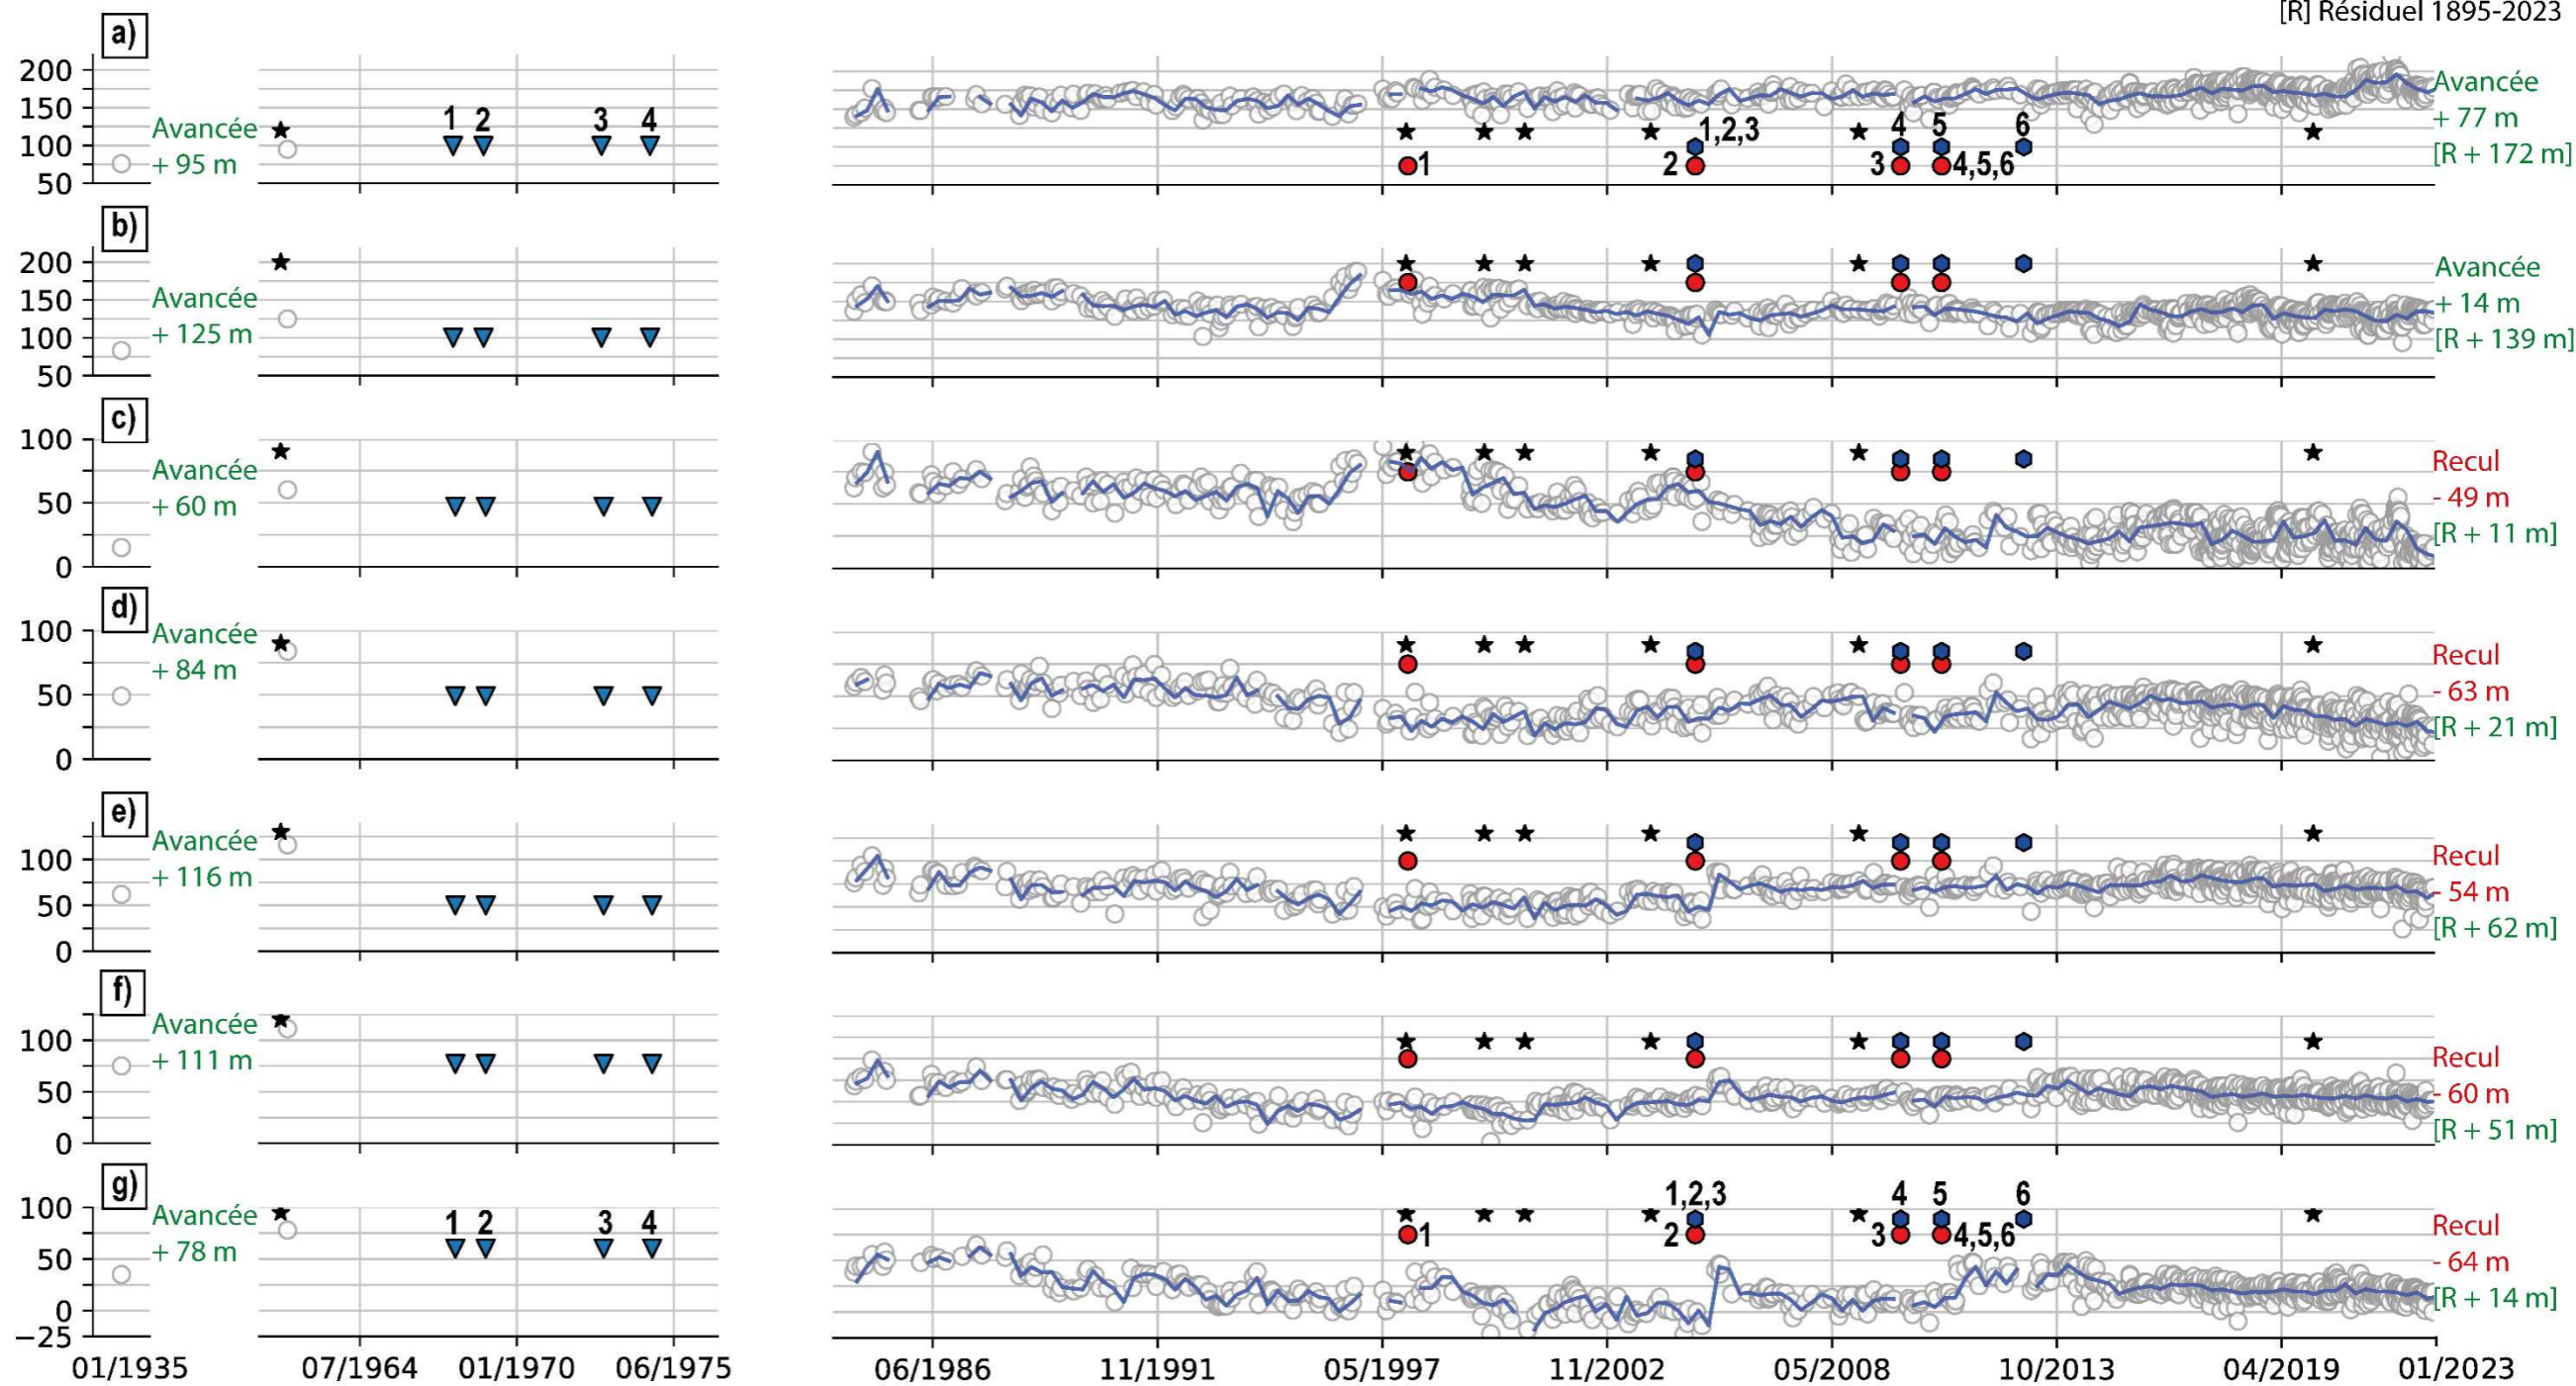 [R] Résiduel 1895-2023
a)
200
150
100
50
Avancée
+ 95 m
1 2 3 4
1,2,3 4 5 6
1 2 3 4,5,6
Avancée
+ 77 m
[R + 172 m]
b)
200
150
100
50
Avancée
+ 125 m
Avancée
+ 14 m
[R + 139 m]
c)
100
50
0
Avancée
+ 60 m
Recul
- 49 m
[R + 11 m]
d)
100
50
0
Avancée
+ 84 m
Recul
- 63 m
[R + 21 m]
e)
100
50
0
Avancée
+ 116 m
Recul
- 54 m
[R + 62 m]
f)
100
50
0
Avancée
+ 111 m
Recul
- 60 m
[R + 51 m]
g)
100
50
0
−25
Avancée
+ 78 m
1 2 3 4
1,2,3 4 5 6
1 2 3 4,5,6
Recul
- 64 m
[R + 14 m]
01/1935 07/1964 01/1970 06/1975 06/1986 11/1991 05/1997 11/2002 05/2008 10/2013 04/2019 01/2023